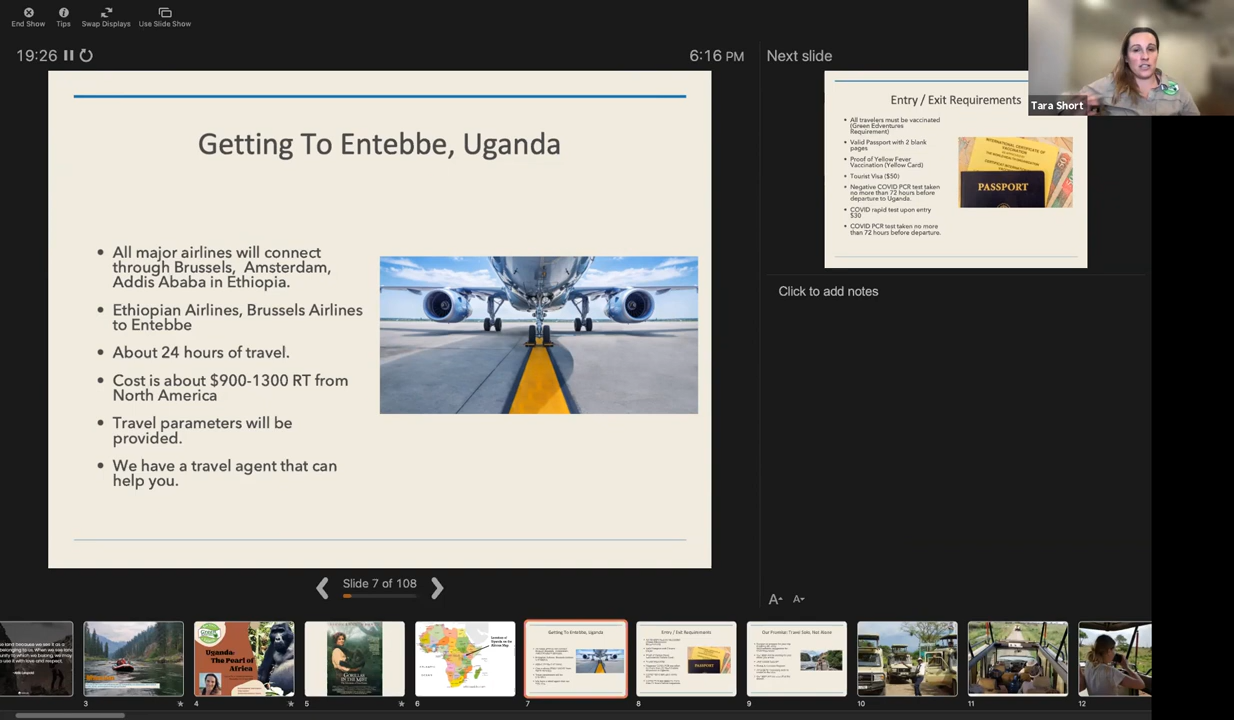 End Show
Tips
Swap Displays
Use Slide Show
19:26
6:16 PM
Next slide
Tara Short
Getting To Entebbe, Uganda
All major airlines will connect
through Brussels, Amsterdam,
Addis Ababa in Ethiopia.
Ethiopian Airlines, Brussels Airlines
to Entebbe
About 24 hours of travel.
Cost is about $900-1300 RT from
North America
Travel parameters will be
provided.
We have a travel agent that can
help you.
Entry / Exit Requirements
All travelers must be vaccinated
(Green Edventures
Requirement)
Valid Passport with 2 blank
pages
Proof of Yellow Fever
Vaccination (Yellow Card)
Tourist Visa ($50)
Negative COVID PCR test taken
no more than 72 hours before
departure to Uganda.
COVID rapid test upon entry
$30
COVID PCR test taken no more
than 72 hours before departure.
INTERNATIONAL CERTIFICATE OF
VACCINATION
PASSPORT
Click to add notes
A A
Slide 7 of 108
Uganda:
The Pearl of
Africa
GORILLAS
IN THE MIST
Getting To Entebbe, Uganda
Entry / Exit Requirements
PASSPORT
Our Promise: Travel Safe, Not Alone
3
4
5
6
7
8
9
10
11
12